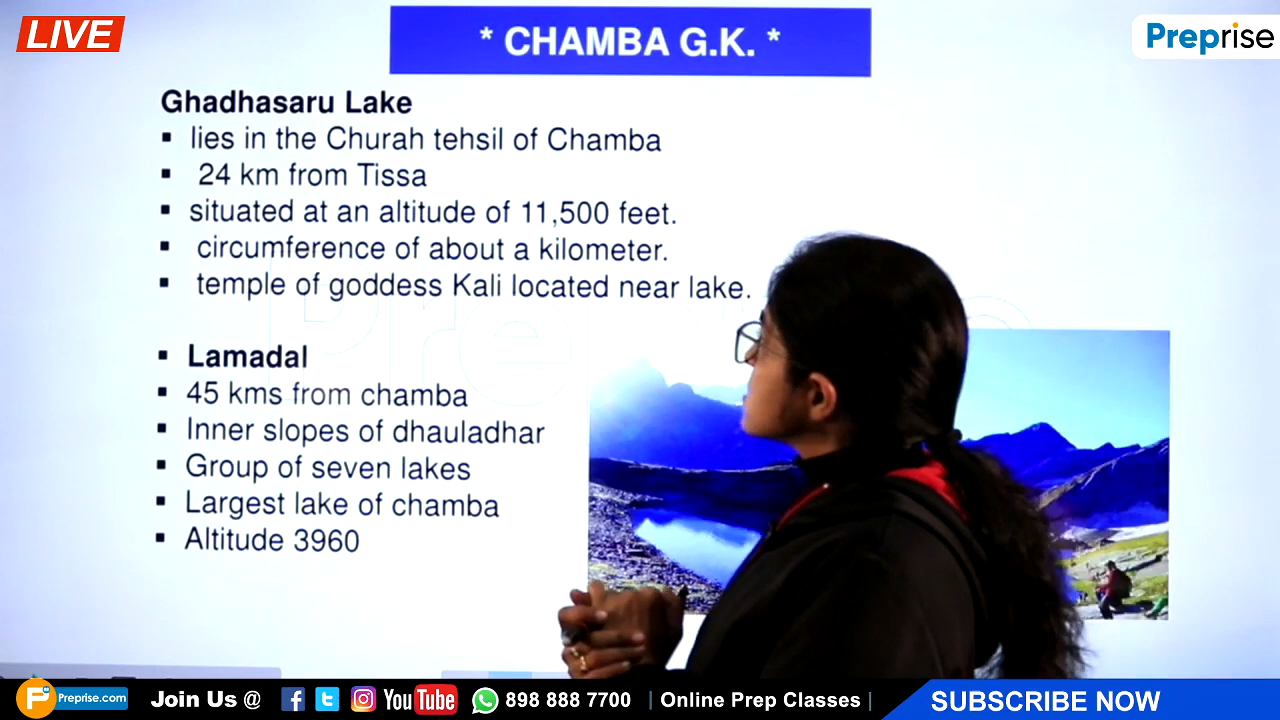 LIVE
* CHAMBA G.K. *
Preprise
Ghadhasaru Lake
▪ lies in the Churah tehsil of Chamba
▪ 24 km from Tissa
▪ situated at an altitude of 11,500 feet.
▪ circumference of about a kilometer.
▪ temple of goddess Kali located near lake.
▪ Lamadal
▪ 45 kms from chamba
▪ Inner slopes of dhauladhar
▪ Group of seven lakes
▪ Largest lake of chamba
▪ Altitude 3960
P Preprise.com Join Us @ YouTube 898 888 7700 | Online Prep Classes | SUBSCRIBE NOW